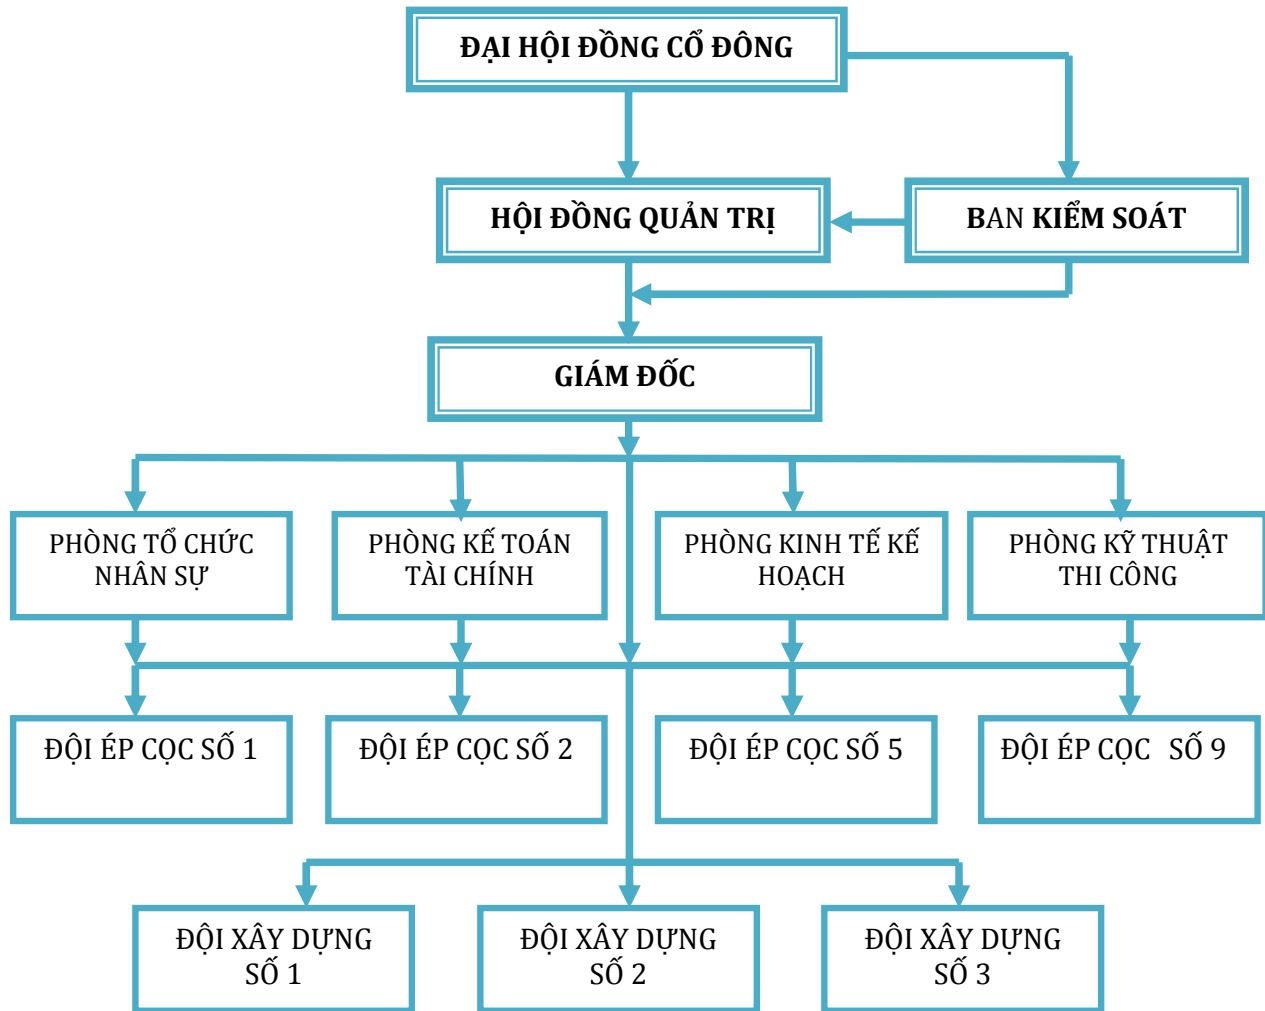 ĐẠI HỘI ĐỒNG CỔ ĐÔNG
HỘI ĐỒNG QUẢN TRỊ
BAN KIỂM SOÁT
GIÁM ĐỐC
PHÒNG TỔ CHỨC
NHÂN SỰ
PHÒNG KẾ TOÁN
TÀI CHÍNH
PHÒNG KINH TẾ KẾ
HOẠCH
PHÒNG KỸ THUẬT
THI CÔNG
ĐỘI ÉP CỌC SỐ 1
ĐỘI ÉP CỌC SỐ 2
ĐỘI ÉP CỌC SỐ 5
ĐỘI ÉP CỌC SỐ 9
ĐỘI XÂY DỰNG
SỐ 1
ĐỘI XÂY DỰNG
SỐ 2
ĐỘI XÂY DỰNG
SỐ 3